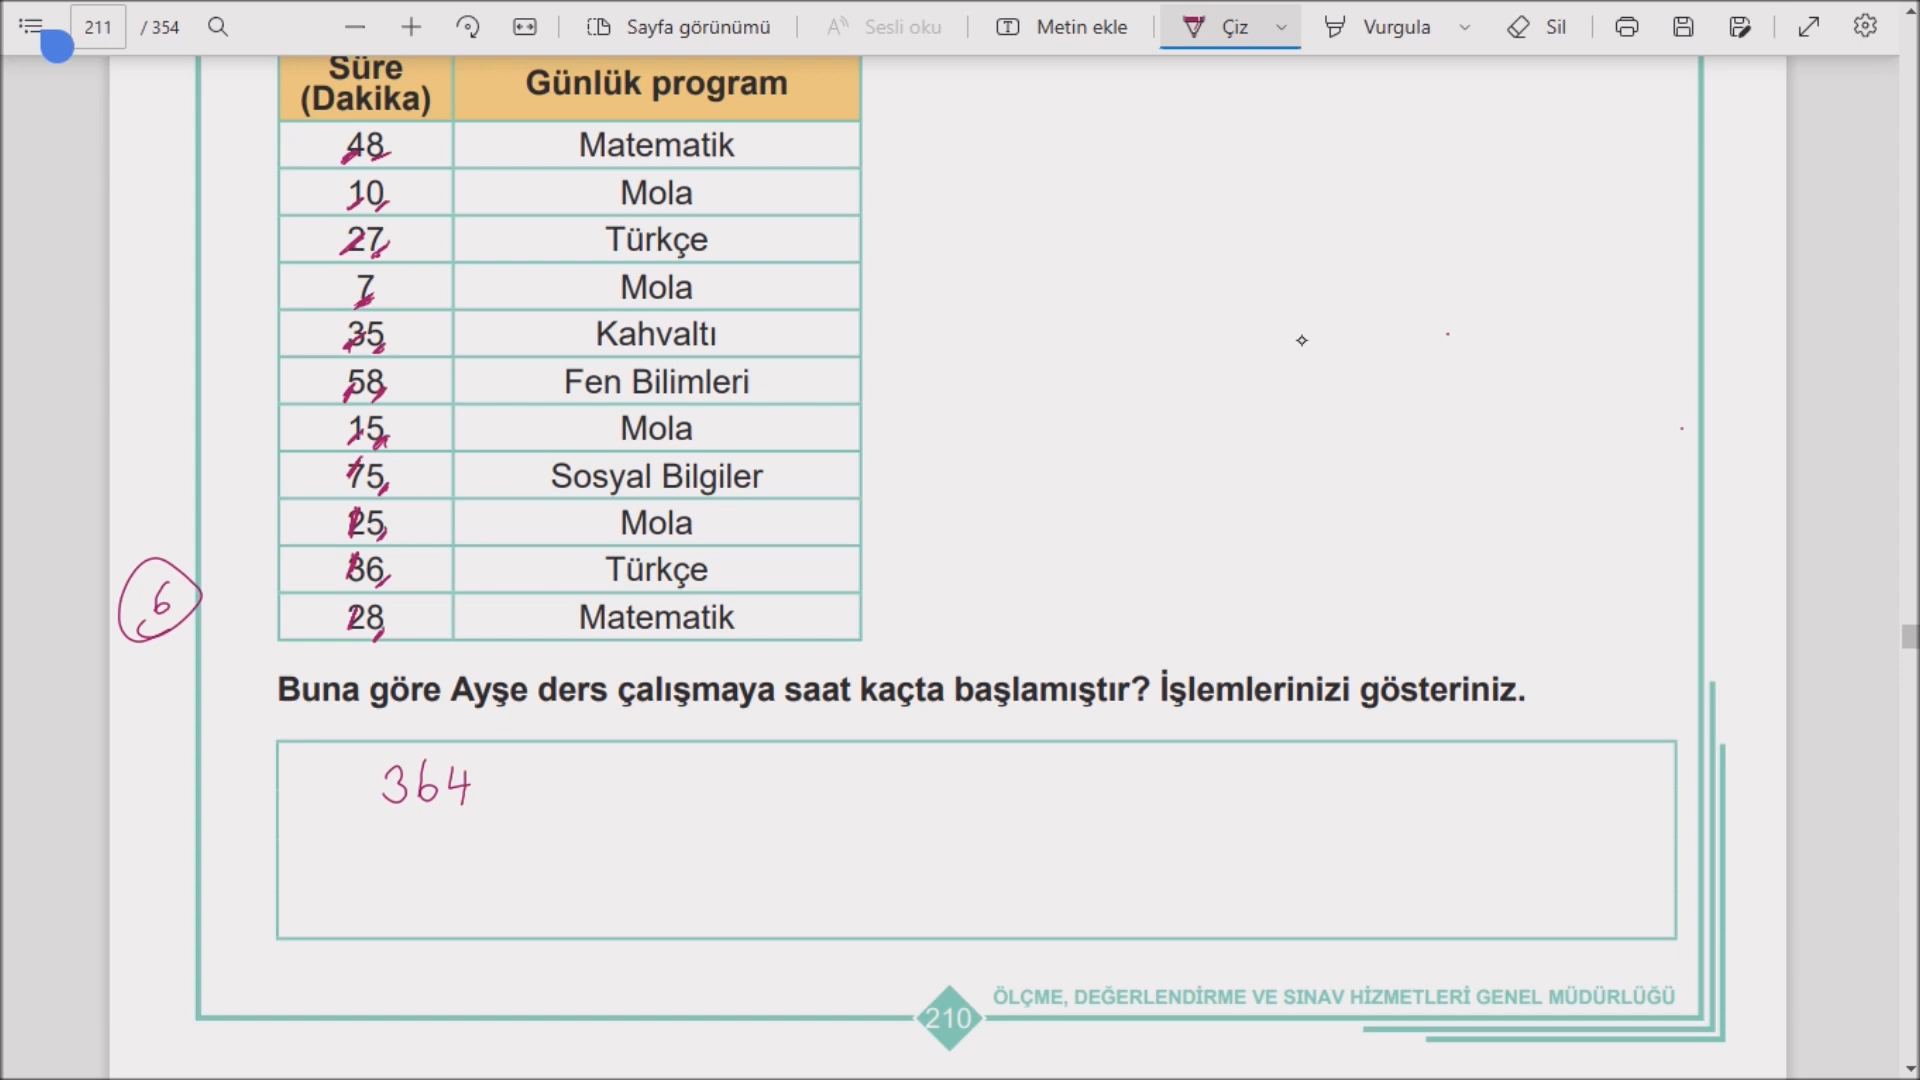 211 / 354 Sayfa görünümü Sesli oku Metin ekle Çiz Vurgula Sil
Süre (Dakika) Günlük program
48 Matematik
10 Mola
27 Türkçe
7 Mola
35 Kahvaltı
58 Fen Bilimleri
15 Mola
75 Sosyal Bilgiler
25 Mola
36 Türkçe
28 Matematik
6
Buna göre Ayşe ders çalışmaya saat kaçta başlamıştır? İşlemlerinizi gösteriniz.
364
ÖLÇME, DEĞERLENDİRME VE SINAV HİZMETLERİ GENEL MÜDÜRLÜĞÜ
210